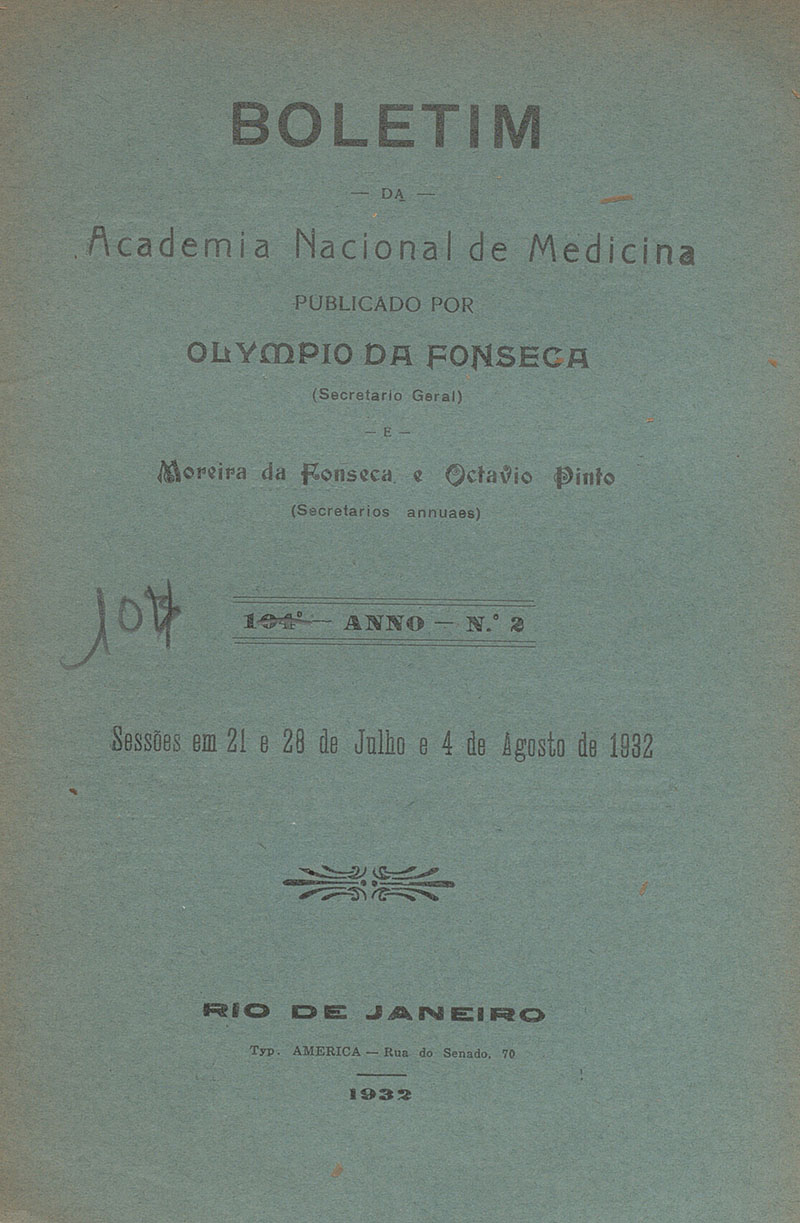 BOLETIM
— DA —
Academia Nacional de Medicina
PUBLICADO POR
OLYMPIO DA FONSECA
(Secretario Geral)
— E —
Moreira da Fonseca e Octavio Pinto
(Secretarios annuaes)
104
104° — ANNO — N.° 2
Sessões em 21 e 28 de Julho e 4 de Agosto de 1932
RIO DE JANEIRO
Typ. AMERICA — Rua do Senado, 70
1932